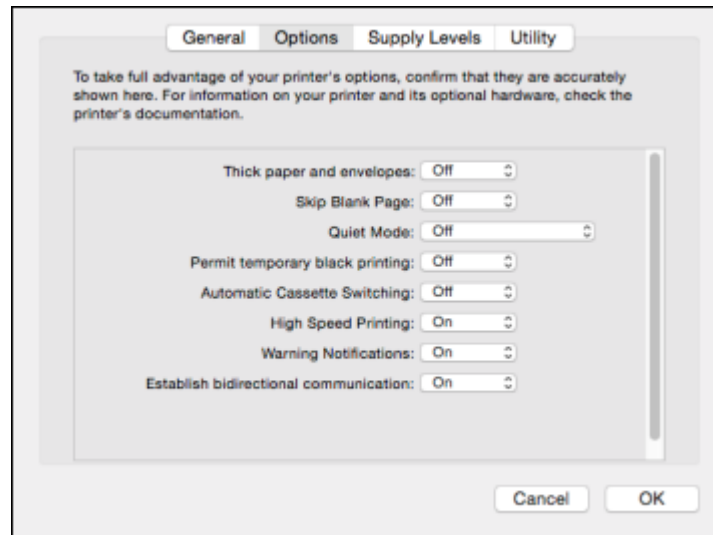 General Options Supply Levels Utility
To take full advantage of your printer's options, confirm that they are accurately
shown here. For information on your printer and its optional hardware, check the
printer's documentation.
Thick paper and envelopes: Off
Skip Blank Page: Off
Quiet Mode: Off
Permit temporary black printing: Off
Automatic Cassette Switching: Off
High Speed Printing: On
Warning Notifications: On
Establish bidirectional communication: On
Cancel OK